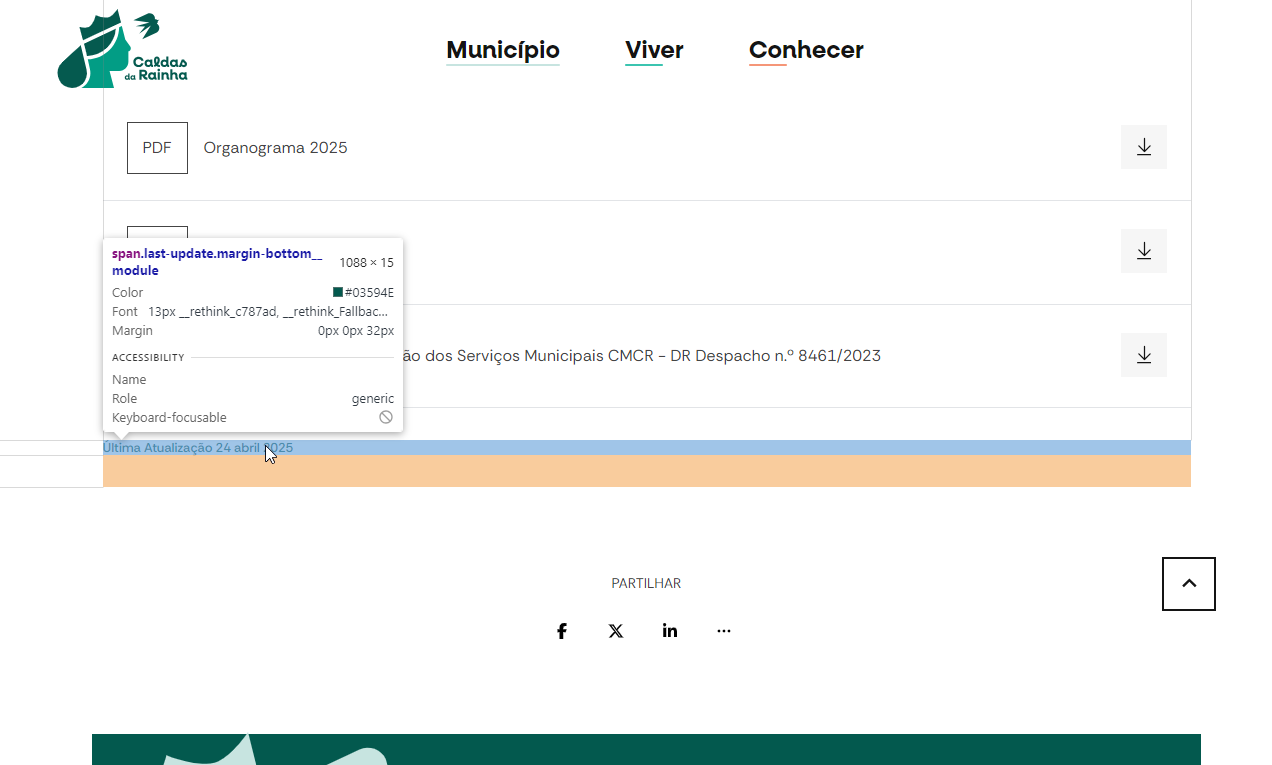 Caldas
da Rainha
Município
Viver
Conhecer
PDF
Organograma 2025
span.last-update.margin-bottom__
module
1088 × 15
Color
#03594E
Font
13px __rethink_c787ad, __rethink_Fallbac...
Margin
0px 0px 32px
ACCESSIBILITY
Name
Role
generic
Keyboard-focusable
ão dos Serviços Municipais CMCR - DR Despacho n.º 8461/2023
Última Atualização 24 abril 2025
PARTILHAR